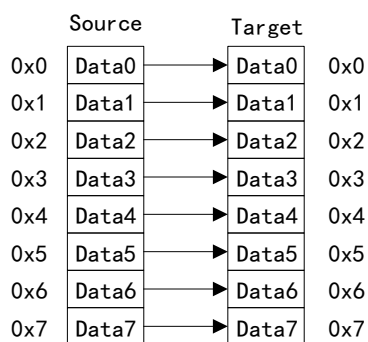 Source Target
0x0 Data0 Data0 0x0
0x1 Data1 Data1 0x1
0x2 Data2 Data2 0x2
0x3 Data3 Data3 0x3
0x4 Data4 Data4 0x4
0x5 Data5 Data5 0x5
0x6 Data6 Data6 0x6
0x7 Data7 Data7 0x7